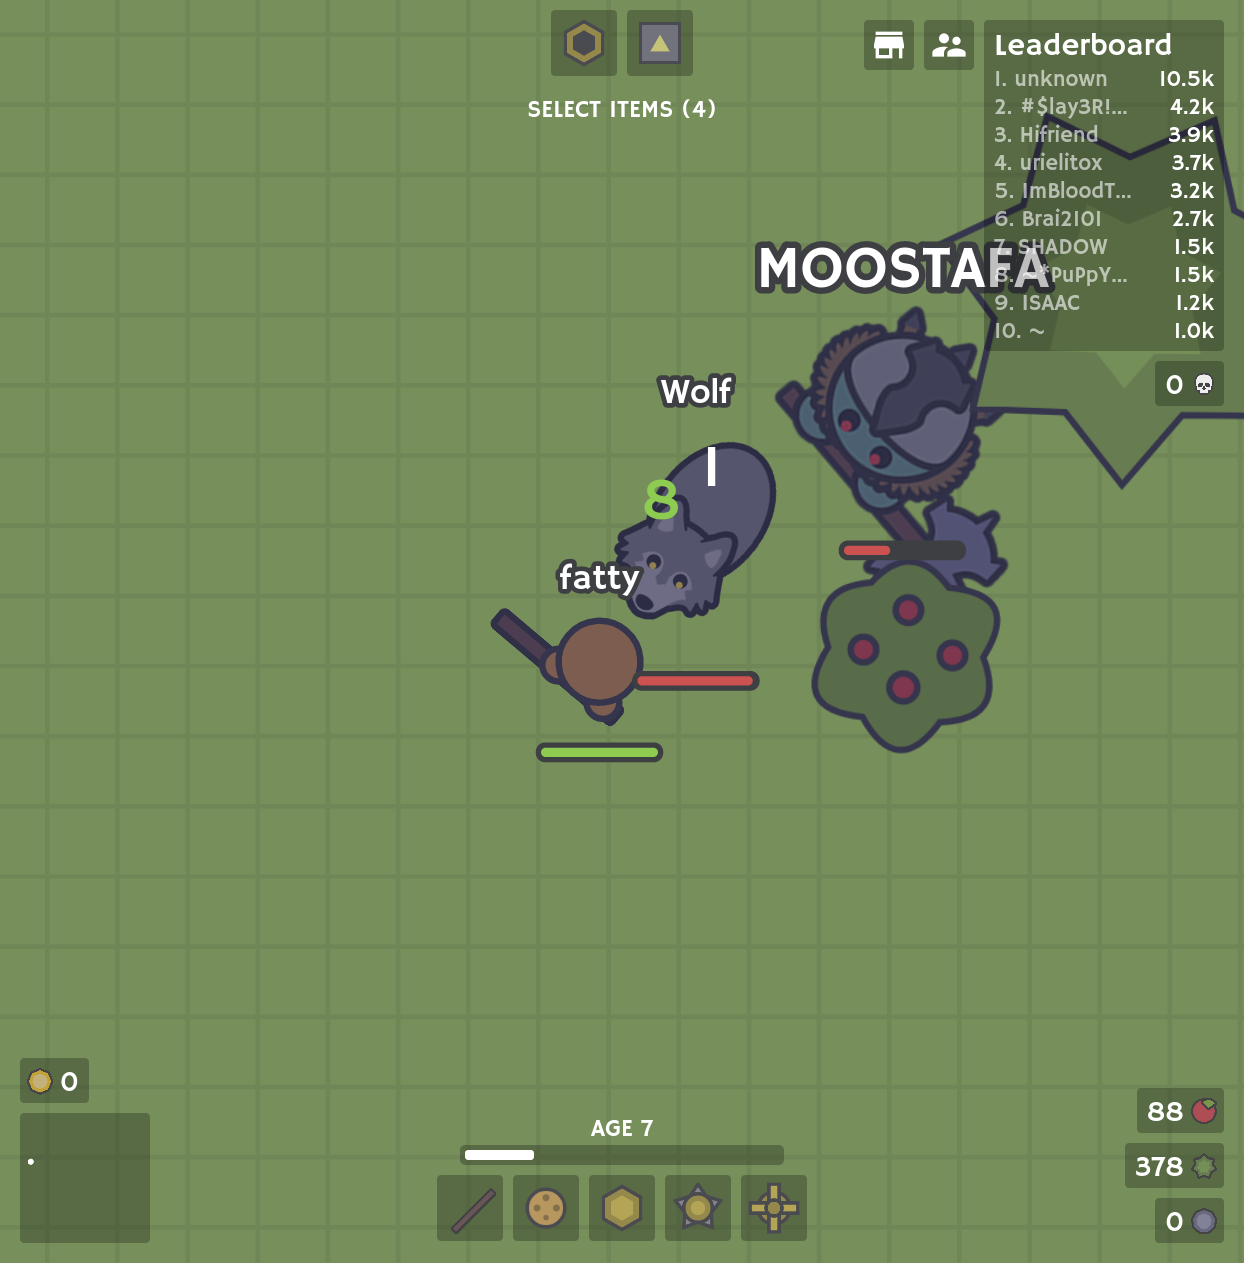 SELECT ITEMS (4)
Leaderboard
1. unknown 10.5k
2. #$lay3R!... 4.2k
3. Hifriend 3.9k
4. urielitox 3.7k
5. ImBloodT... 3.2k
6. Brai2101 2.7k
7. SHADOW 1.5k
8. ~*PuPpY... 1.5k
9. ISAAC 1.2k
10. ~ 1.0k
0
MOOSTAFA
Wolf
1
8
fatty
0
88
378
0
AGE 7